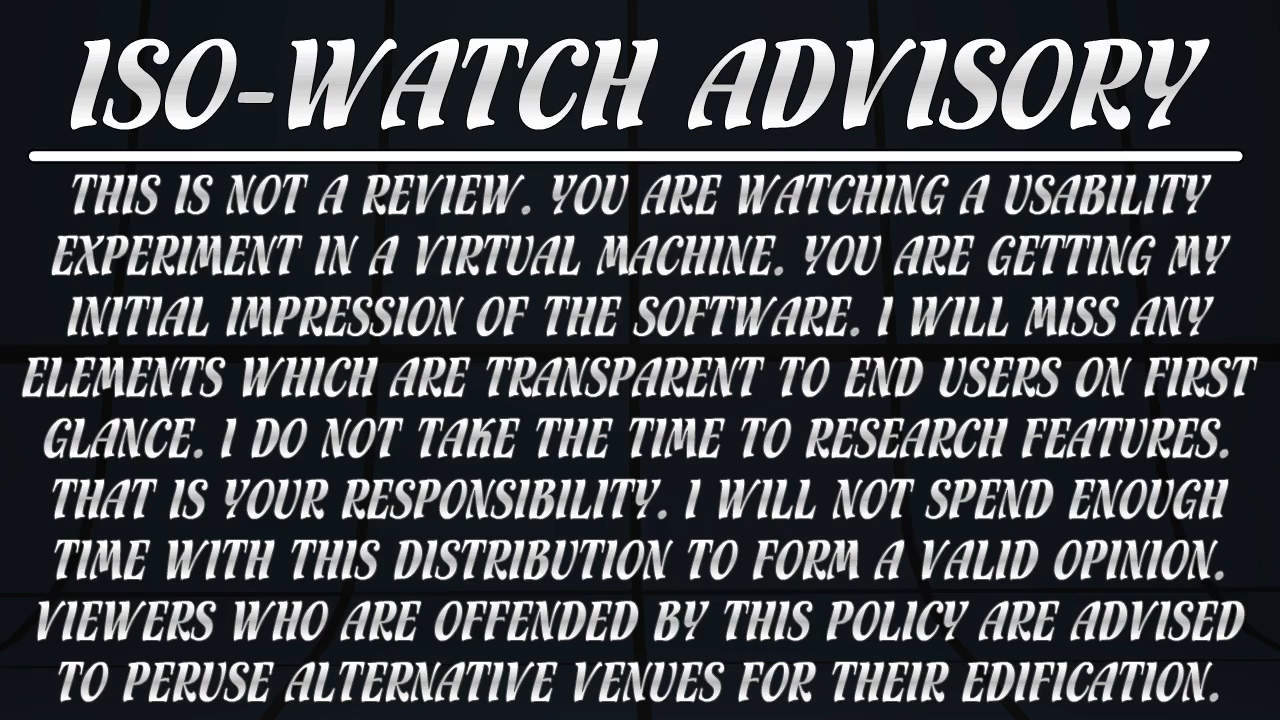 ISO-WATCH ADVISORY
THIS IS NOT A REVIEW. YOU ARE WATCHING A USABILITY
EXPERIMENT IN A VIRTUAL MACHINE. YOU ARE GETTING MY
INITIAL IMPRESSION OF THE SOFTWARE. I WILL MISS ANY
ELEMENTS WHICH ARE TRANSPARENT TO END USERS ON FIRST
GLANCE. I DO NOT TAKE THE TIME TO RESEARCH FEATURES.
THAT IS YOUR RESPONSIBILITY. I WILL NOT SPEND ENOUGH
TIME WITH THIS DISTRIBUTION TO FORM A VALID OPINION.
VIEWERS WHO ARE OFFENDED BY THIS POLICY ARE ADVISED
TO PERUSE ALTERNATIVE VENUES FOR THEIR EDIFICATION.